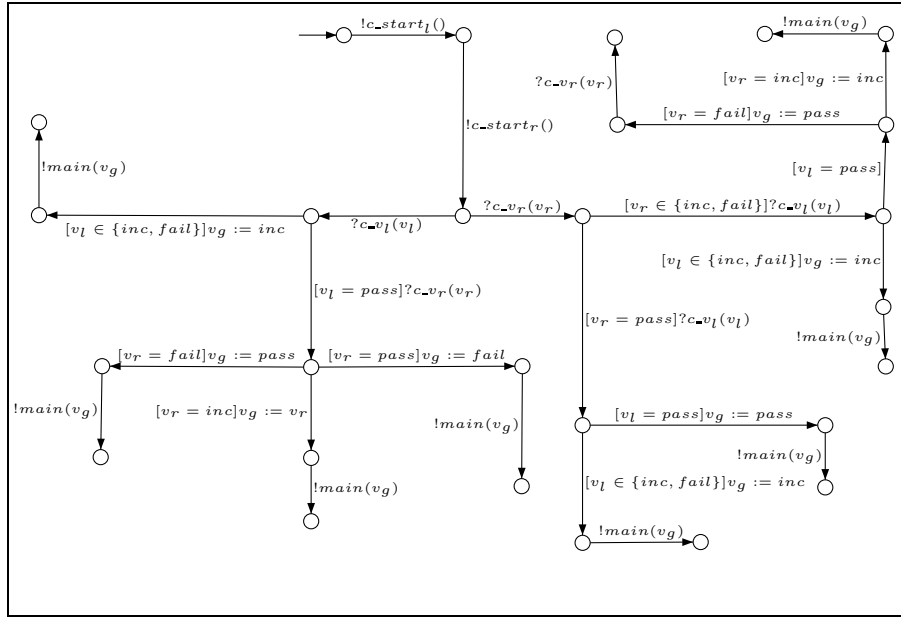 !c_start_l()
!main(v_g)
?c_v_r(v_r)
[v_r = inc]v_g := inc
[v_r = fail]v_g := pass
!c_start_r()
!main(v_g)
[v_l = pass]
?c_v_l(v_l)
?c_v_r(v_r)
[v_r ∈ {inc, fail}]?c_v_l(v_l)
[v_l ∈ {inc, fail}]v_g := inc
[v_l ∈ {inc, fail}]v_g := inc
[v_l = pass]?c_v_r(v_r)
[v_r = pass]?c_v_l(v_l)
!main(v_g)
[v_r = fail]v_g := pass
[v_r = pass]v_g := fail
!main(v_g)
[v_r = inc]v_g := v_r
!main(v_g)
[v_l = pass]v_g := pass
!main(v_g)
!main(v_g)
[v_l ∈ {inc, fail}]v_g := inc
!main(v_g)